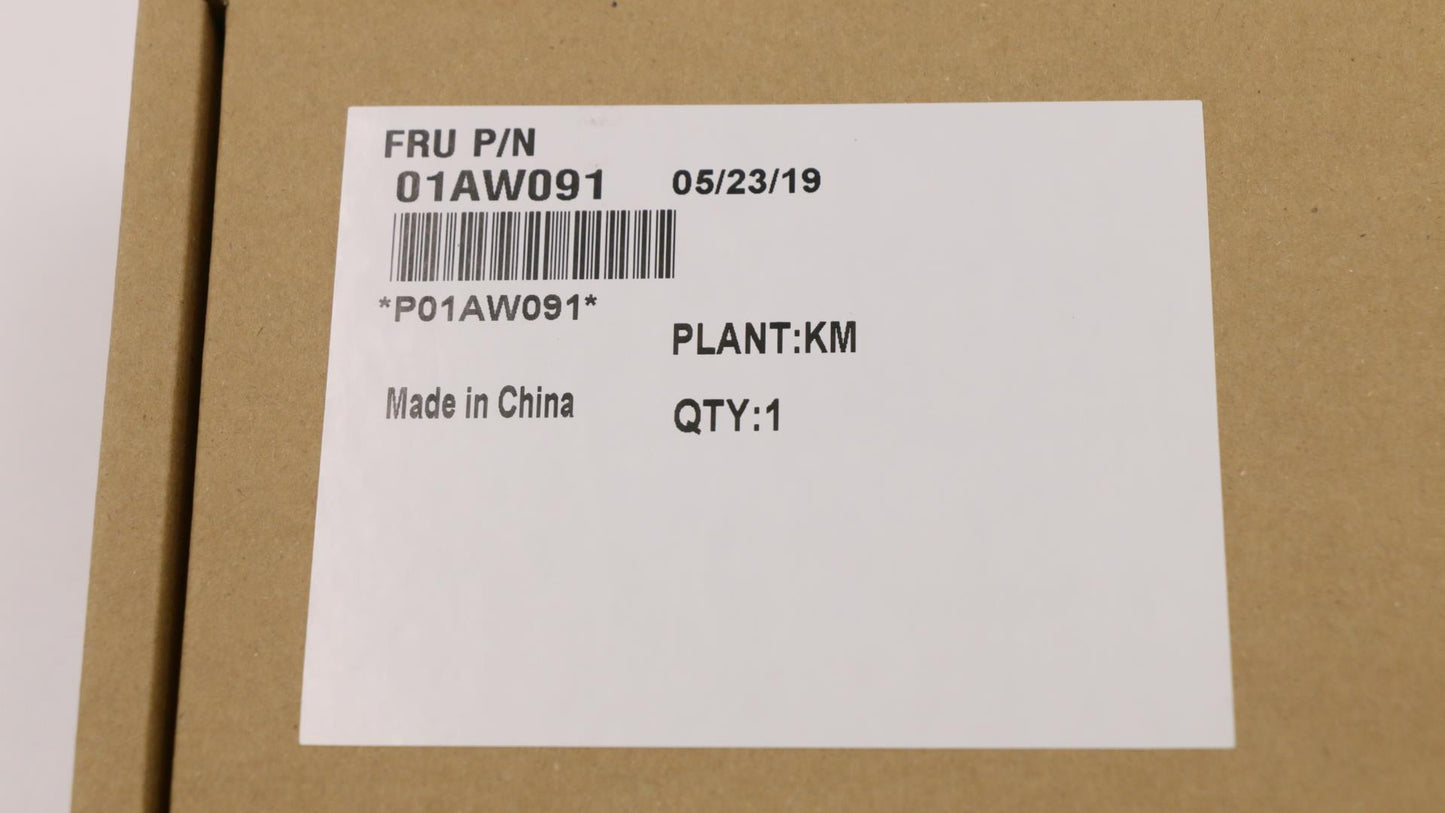 FRU P/N
01AW091 05/23/19
*P01AW091*
PLANT:KM
Made in China
QTY:1